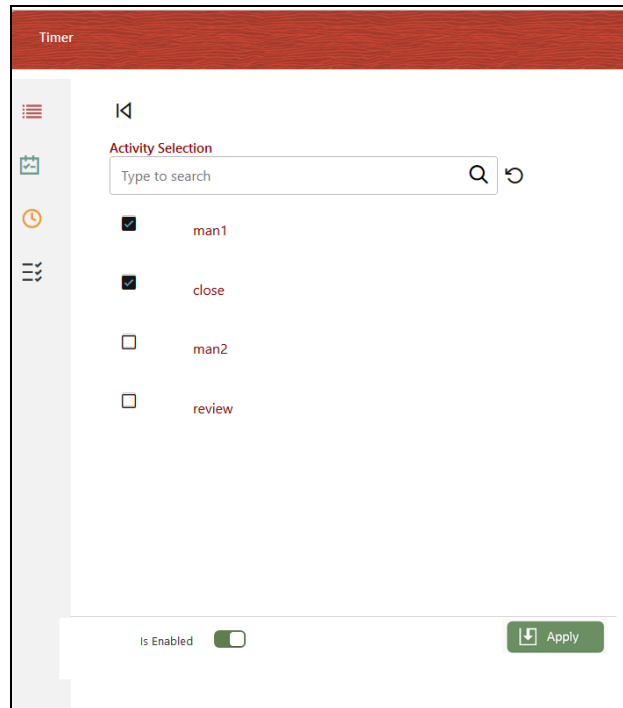 Timer
Activity Selection
Type to search
man1
close
man2
review
Is Enabled
Apply